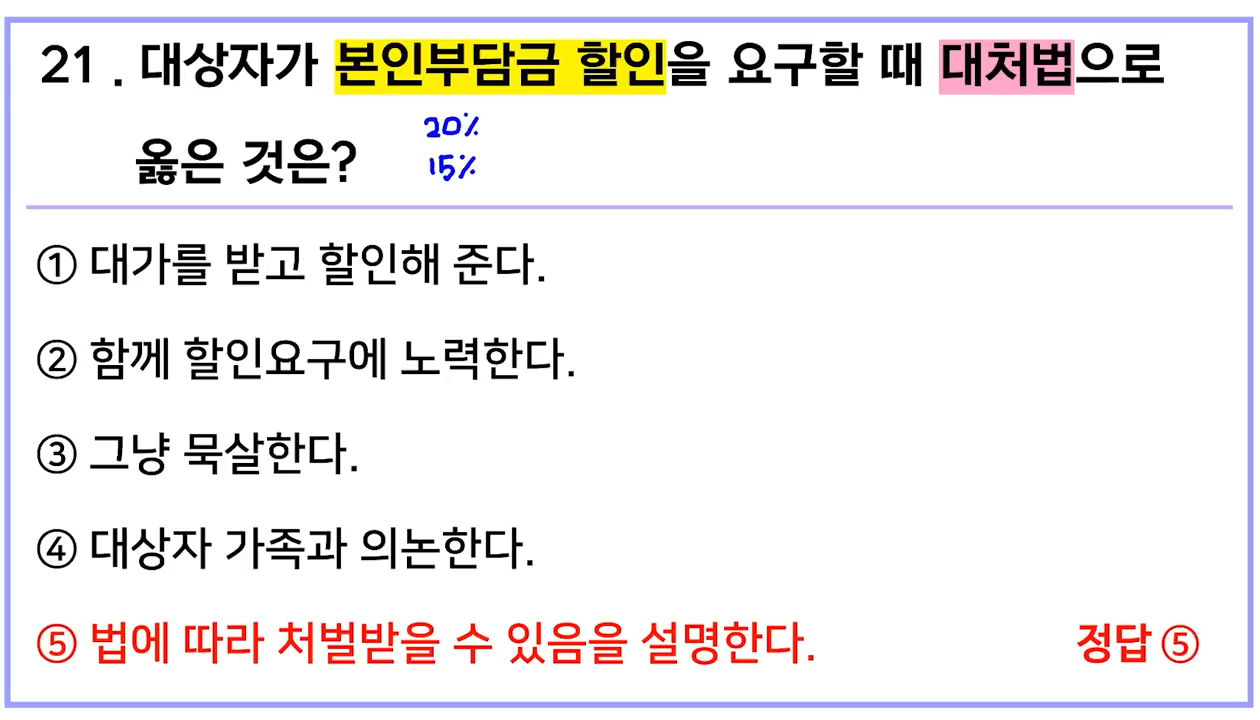 21 . 대상자가 본인부담금 할인을 요구할 때 대처법으로
옳은 것은?
20%
15%
① 대가를 받고 할인해 준다.
② 함께 할인요구에 노력한다.
③ 그냥 묵살한다.
④ 대상자 가족과 의논한다.
⑤ 법에 따라 처벌받을 수 있음을 설명한다. 정답 ⑤